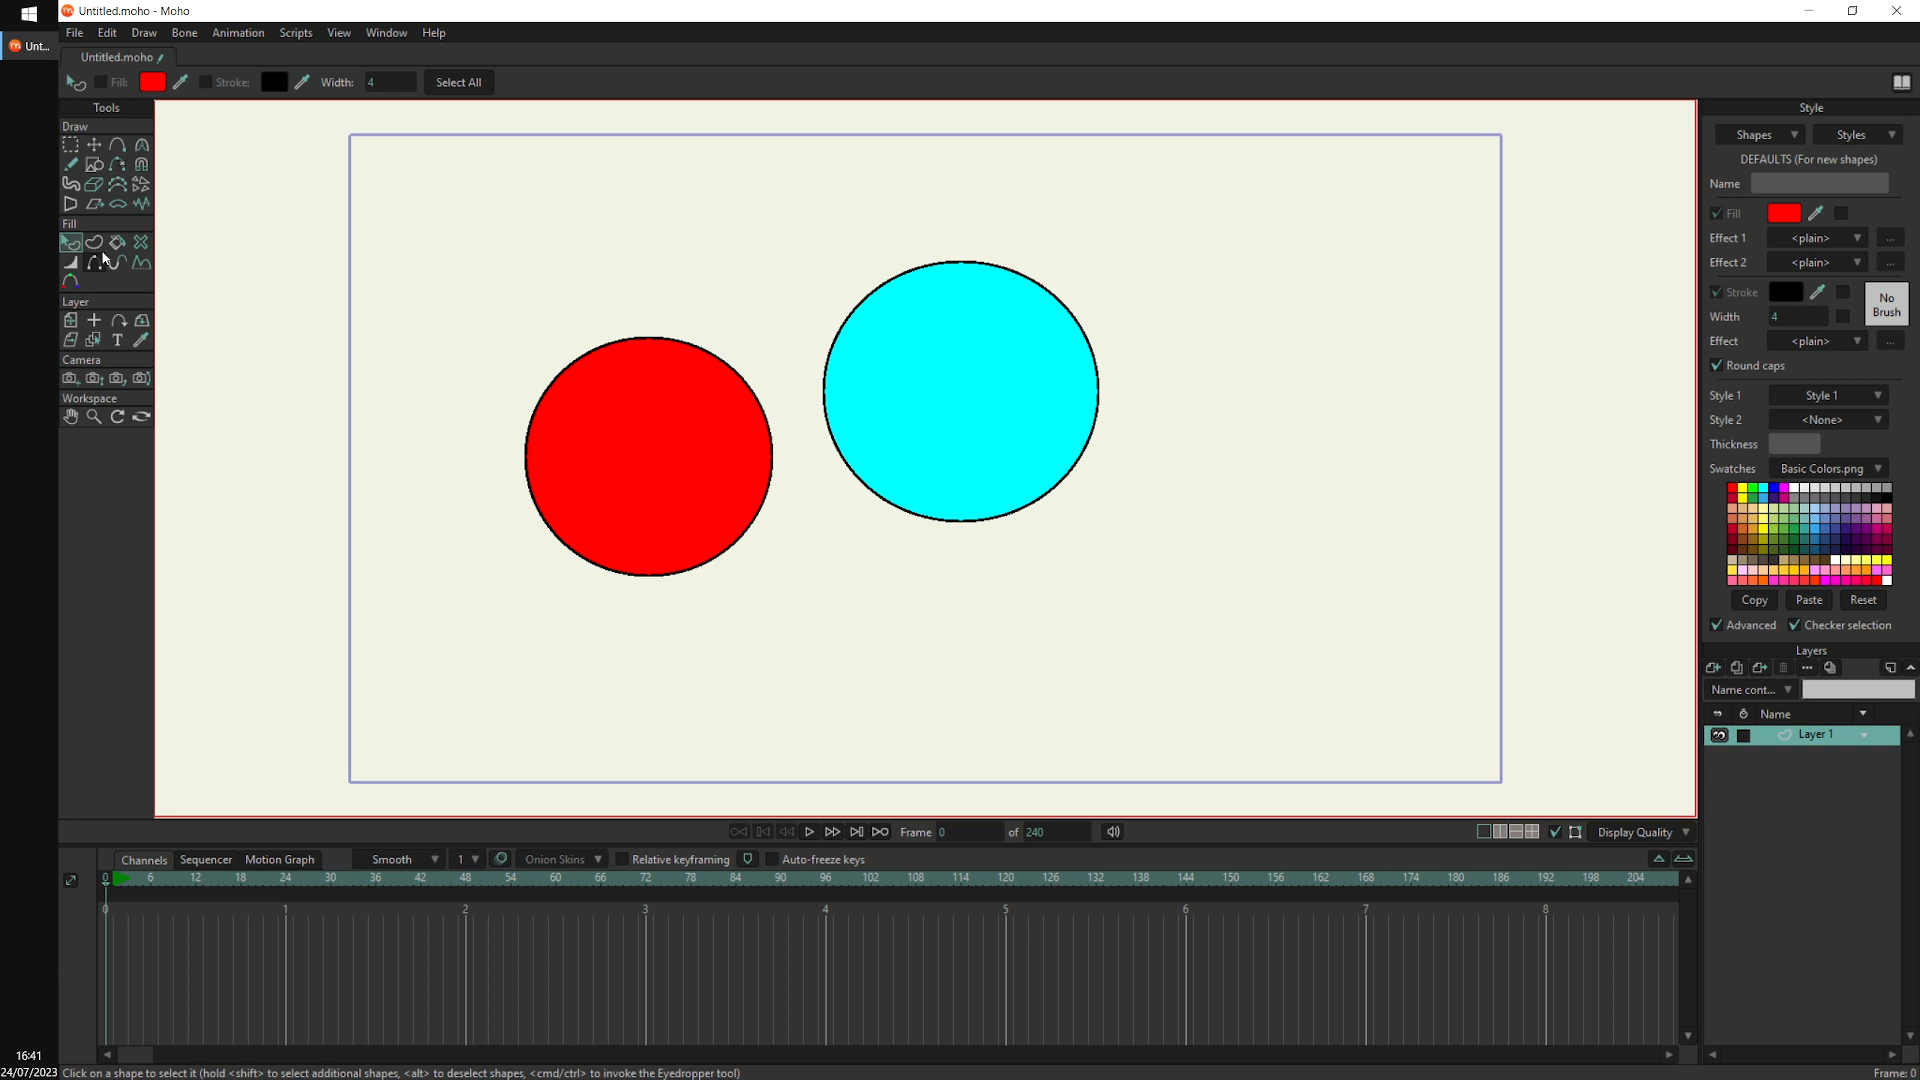 Untitled.moho - Moho
Unt...
File Edit Draw Bone Animation Scripts View Window Help
Untitled.moho
Fill: Stroke: Width: 4 Select All
Tools
Draw
Fill
Layer
Camera
Workspace
Style
Shapes Styles
DEFAULTS (For new shapes)
Name
Fill
Effect 1 <plain> ...
Effect 2 <plain> ...
Stroke
No Brush
Width 4
Effect <plain> ...
Round caps
Style 1 Style 1
Style 2 <None>
Thickness
Swatches Basic Colors.png
Copy Paste Reset
Advanced Checker selection
Layers
Name cont...
Name
Layer 1
Frame 0 of 240
Display Quality
Channels Sequencer Motion Graph Smooth 1 Onion Skins Relative keyframing Auto-freeze keys
0 6 12 18 24 30 36 42 48 54 60 66 72 78 84 90 96 102 108 114 120 126 132 138 144 150 156 162 168 174 180 186 192 198 204
0 1 2 3 4 5 6 7 8
16:41
24/07/2023
Click on a shape to select it (hold <shift> to select additional shapes, <alt> to deselect shapes, <cmd/ctrl> to invoke the Eyedropper tool)
Frame: 0